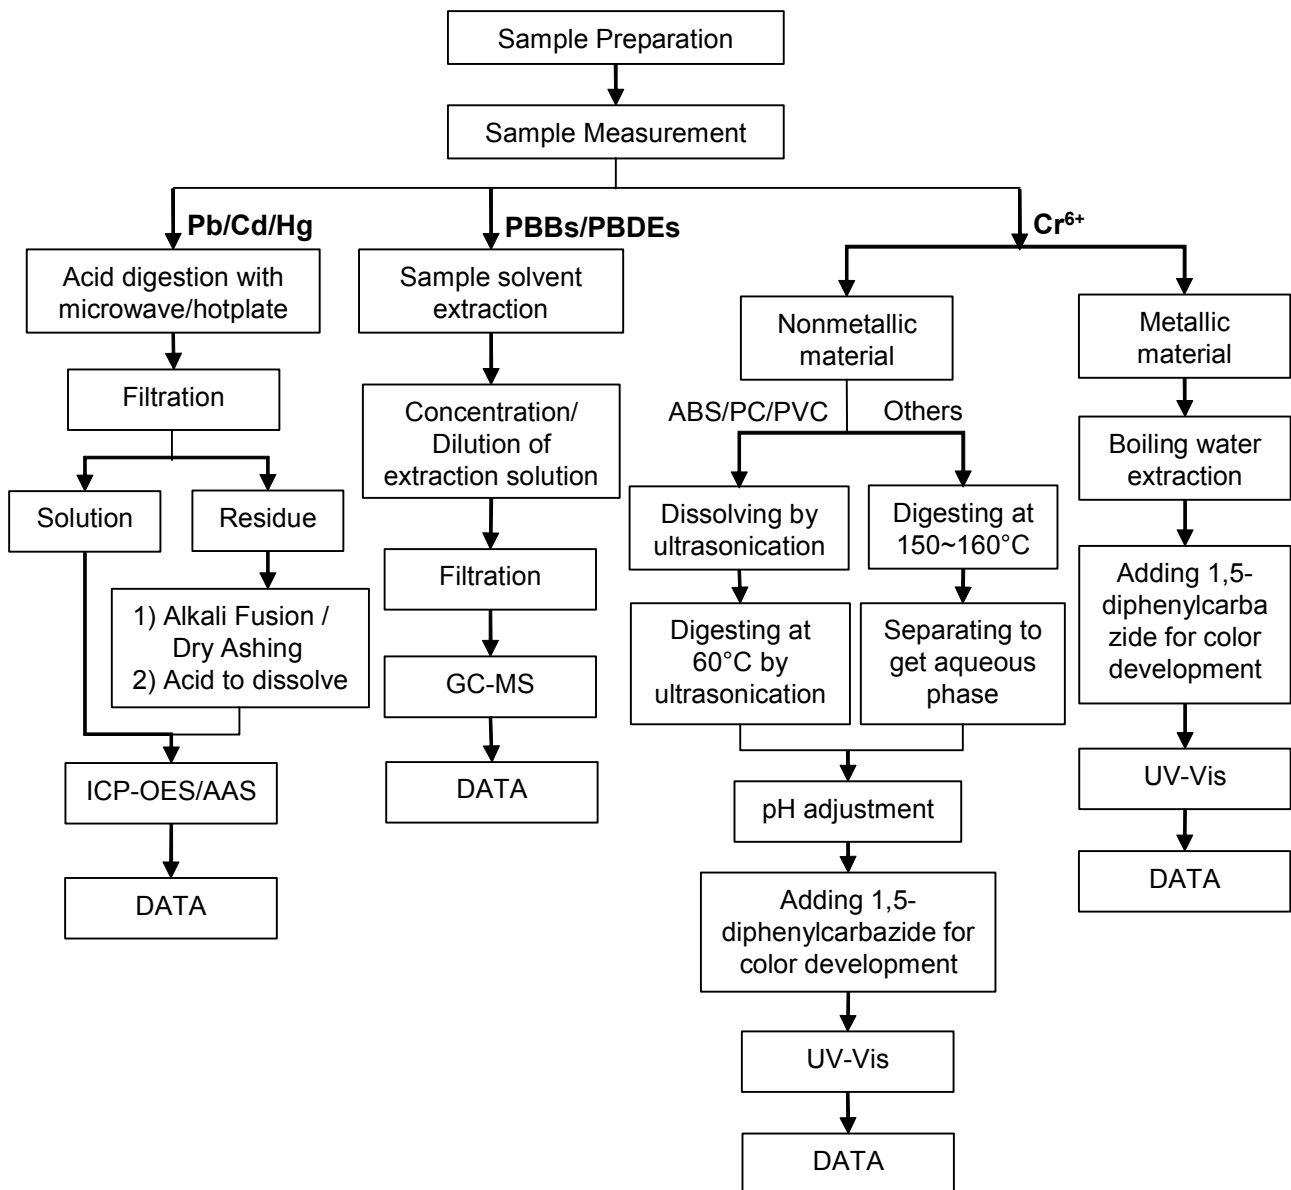 Sample Preparation
Sample Measurement
Pb/Cd/Hg
PBBs/PBDEs
Cr⁶⁺
Acid digestion with
microwave/hotplate
Filtration
Solution
Residue
1) Alkali Fusion /
Dry Ashing
2) Acid to dissolve
ICP-OES/AAS
DATA
Sample solvent
extraction
Concentration/
Dilution of
extraction solution
Filtration
GC-MS
DATA
Nonmetallic
material
ABS/PC/PVC
Others
Dissolving by
ultrasonication
Digesting at
60°C by
ultrasonication
Digesting at
150~160°C
Separating to
get aqueous
phase
pH adjustment
Adding 1,5-
diphenylcarbazide for
color development
UV-Vis
DATA
Metallic
material
Boiling water
extraction
Adding 1,5-
diphenylcarba
zide for color
development
UV-Vis
DATA